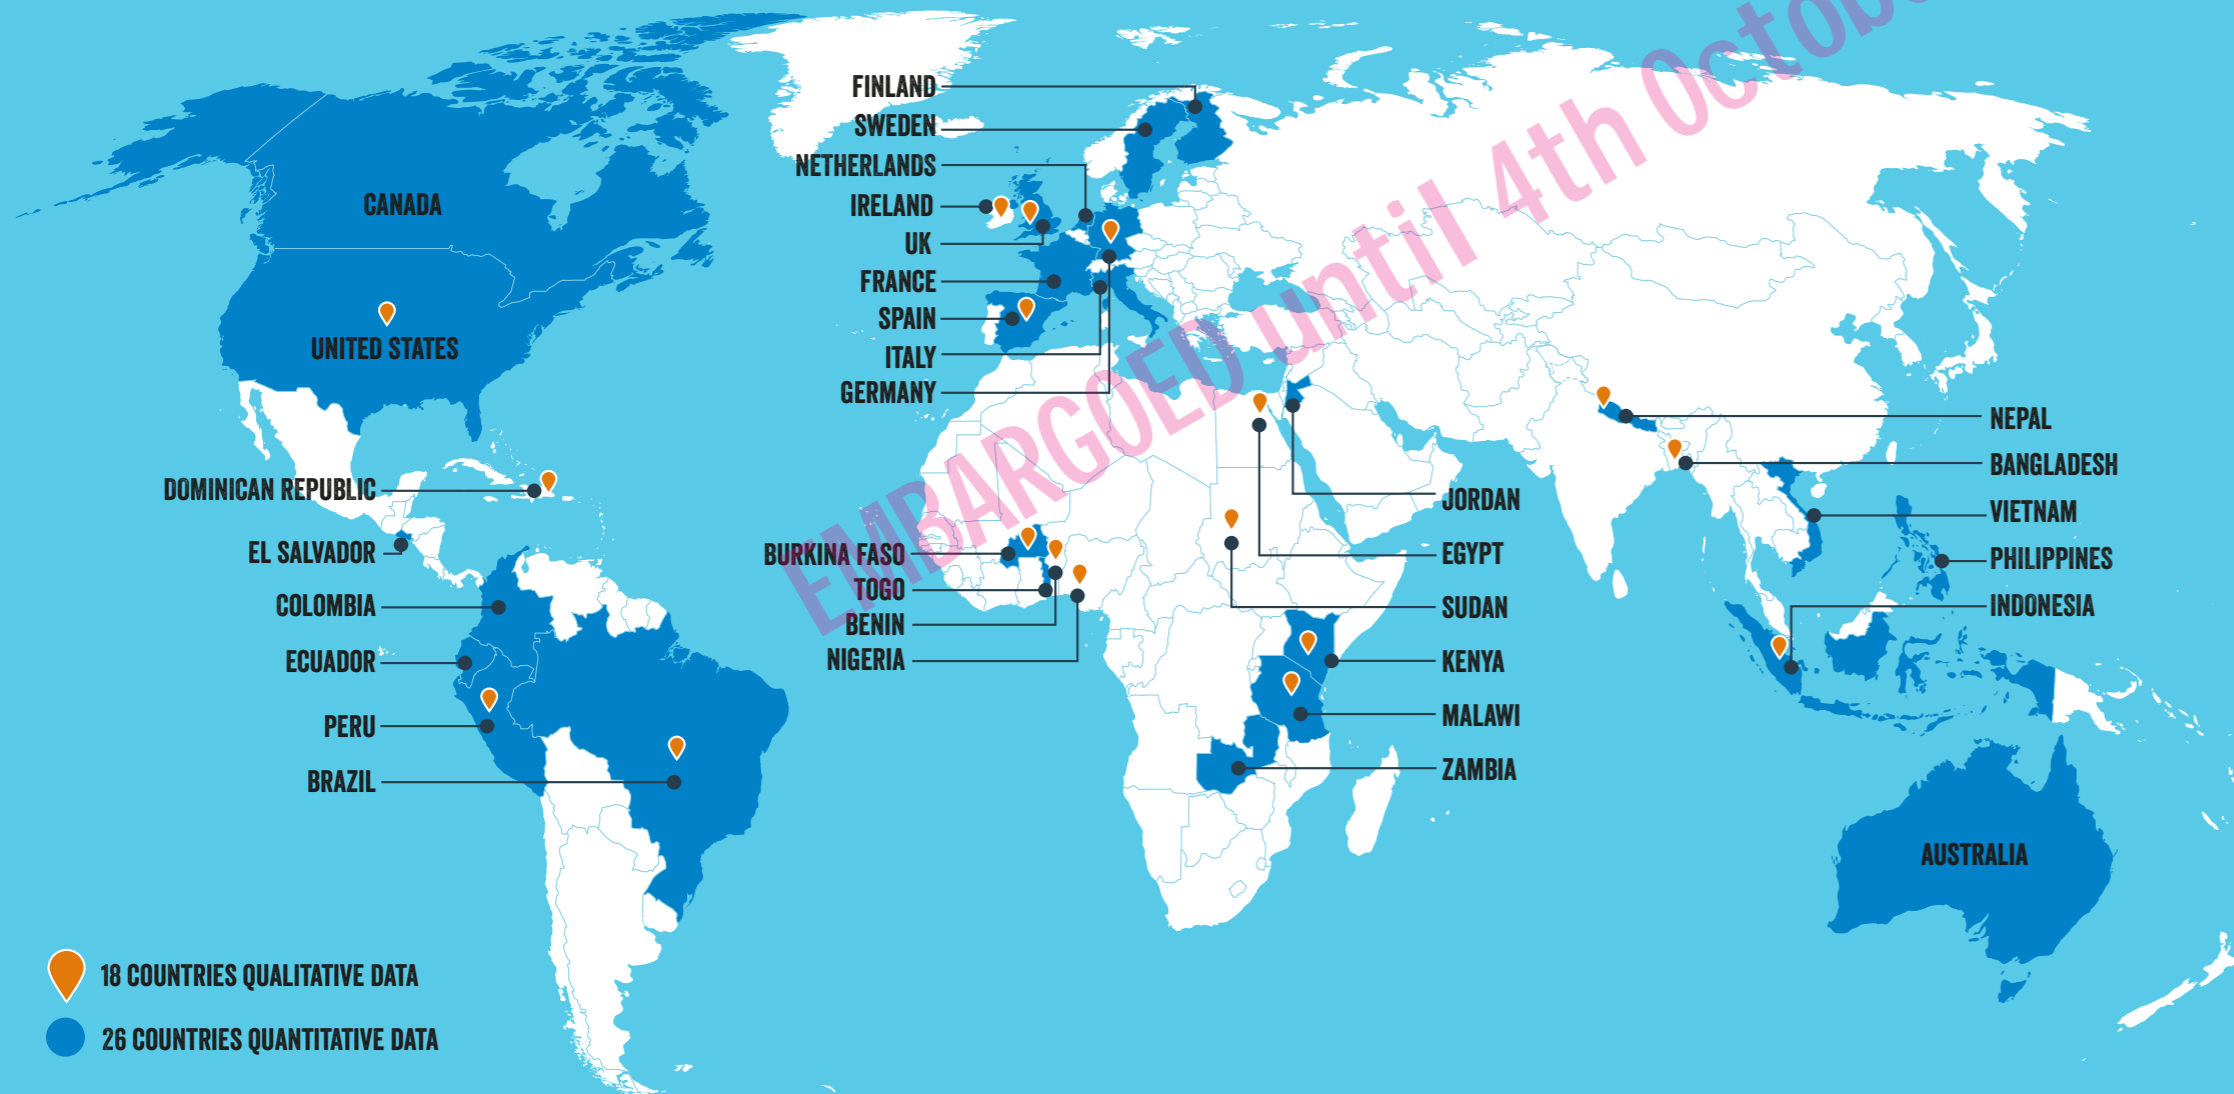 CANADA
UNITED STATES
DOMINICAN REPUBLIC
EL SALVADOR
COLOMBIA
ECUADOR
PERU
BRAZIL
FINLAND
SWEDEN
NETHERLANDS
IRELAND
UK
FRANCE
SPAIN
ITALY
GERMANY
BURKINA FASO
TOGO
BENIN
NIGERIA
JORDAN
EGYPT
SUDAN
KENYA
MALAWI
ZAMBIA
NEPAL
BANGLADESH
VIETNAM
PHILIPPINES
INDONESIA
AUSTRALIA
EMBARGOED until 4th Octob
18 COUNTRIES QUALITATIVE DATA
26 COUNTRIES QUANTITATIVE DATA